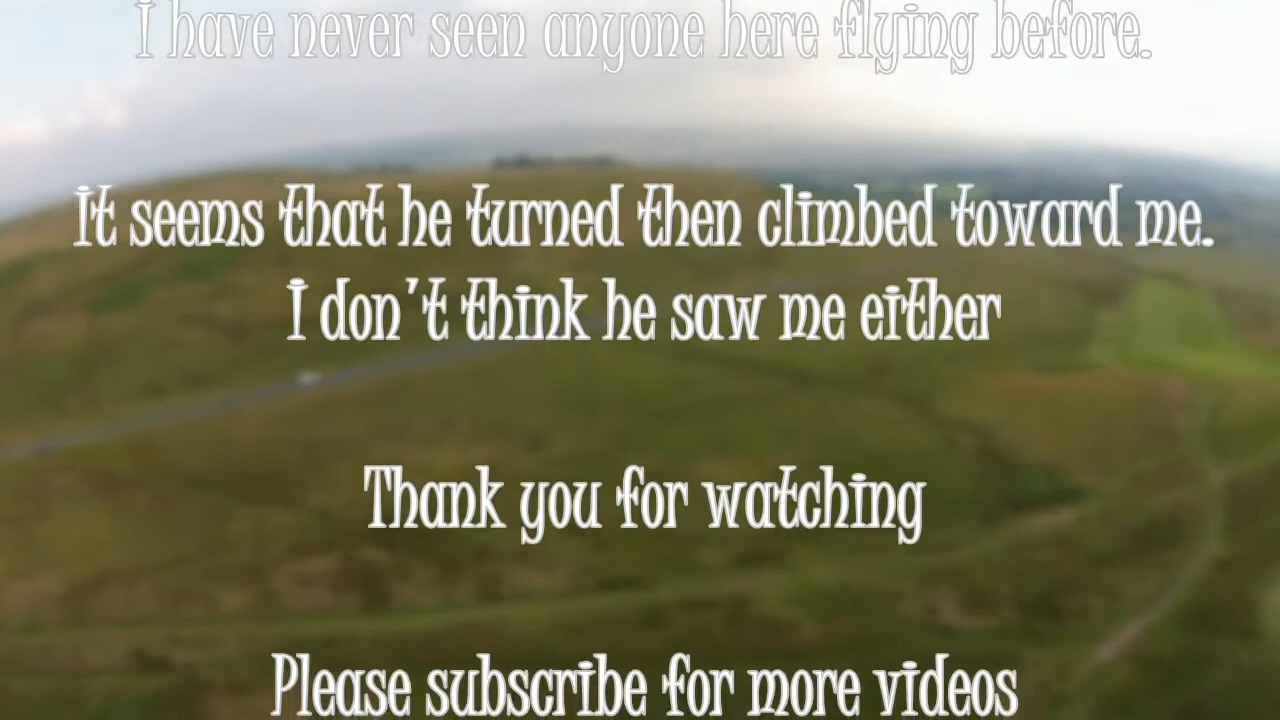 I have never seen anyone here flying before.
It seems that he turned then climbed toward me.
I don't think he saw me either
Thank you for watching
Please subscribe for more videos